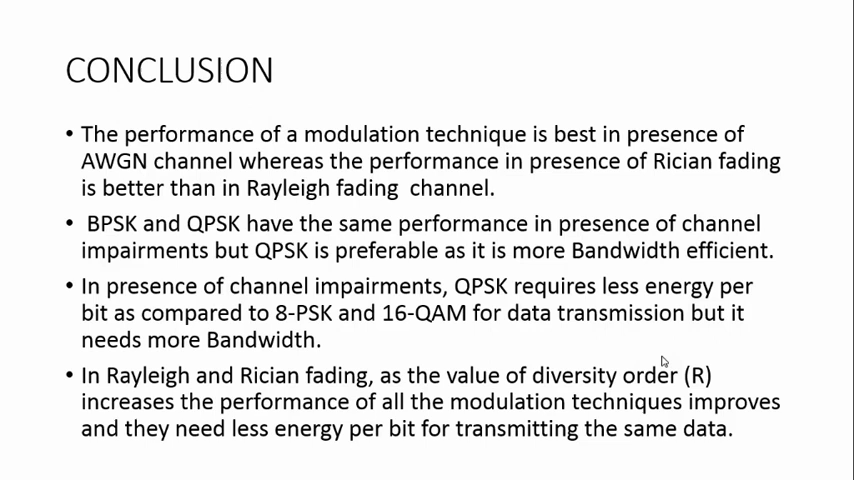 CONCLUSION
• The performance of a modulation technique is best in presence of
AWGN channel whereas the performance in presence of Rician fading
is better than in Rayleigh fading channel.
• BPSK and QPSK have the same performance in presence of channel
impairments but QPSK is preferable as it is more Bandwidth efficient.
• In presence of channel impairments, QPSK requires less energy per
bit as compared to 8-PSK and 16-QAM for data transmission but it
needs more Bandwidth.
• In Rayleigh and Rician fading, as the value of diversity order (R)
increases the performance of all the modulation techniques improves
and they need less energy per bit for transmitting the same data.